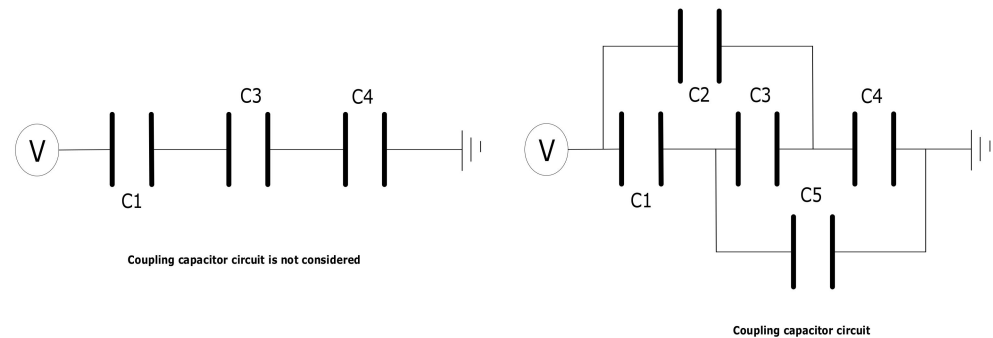 V
C1
C3
C4
Coupling capacitor circuit is not considered
V
C2
C3
C4
C1
C5
Coupling capacitor circuit